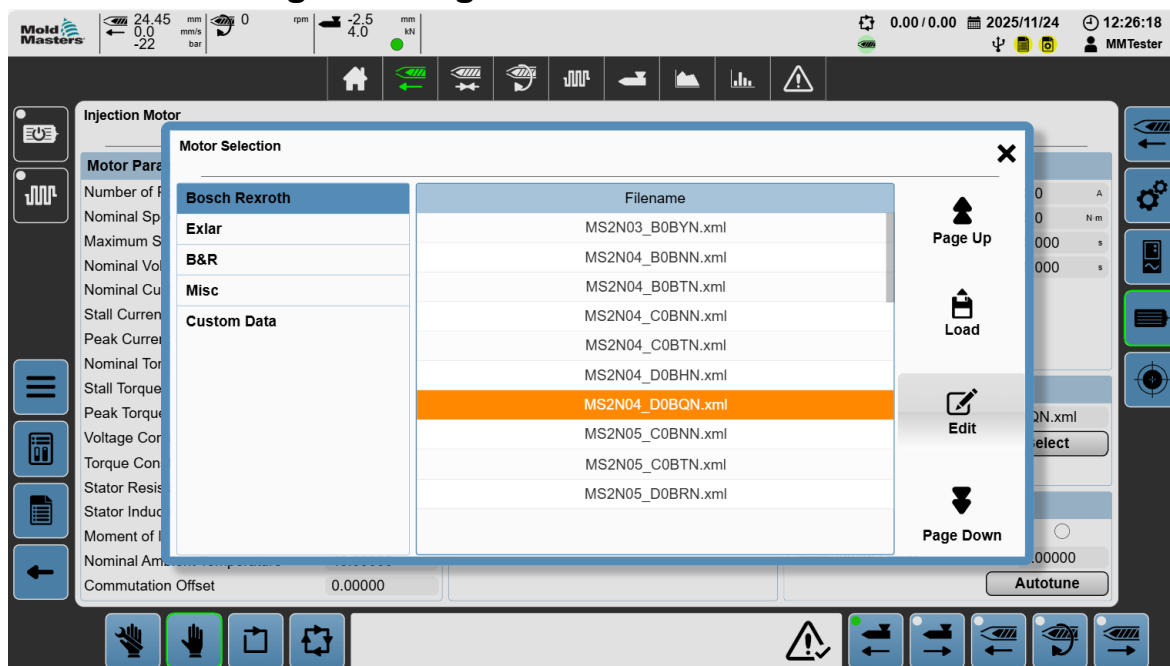 Mold
Masters
24.45 mm
0.0 mm/s
-22 bar
0 rpm
-2.5 mm
4.0 kN
0.00 / 0.00
2025/11/24
12:26:18
MMTester
Injection Motor
Motor Selection
Motor Para
Number of
Nominal Sp
Maximum S
Nominal Vol
Nominal Cu
Stall Curren
Peak Curre
Nominal Tor
Stall Torque
Peak Torque
Voltage Con
Torque Con
Stator Resis
Stator Induc
Moment of I
Commutation Offset
0.00000
Bosch Rexroth
Exlar
B&R
Misc
Custom Data
Filename
MS2N03_B0BYN.xml
MS2N04_B0BNN.xml
MS2N04_B0BTN.xml
MS2N04_C0BNN.xml
MS2N04_C0BTN.xml
MS2N04_D0BHN.xml
MS2N04_D0BQN.xml
MS2N05_C0BNN.xml
MS2N05_C0BTN.xml
MS2N05_D0BRN.xml
Page Up
Load
Edit
Page Down
0 A
0 N·m
000 s
000 s
QN.xml
elect
.00000
Autotune